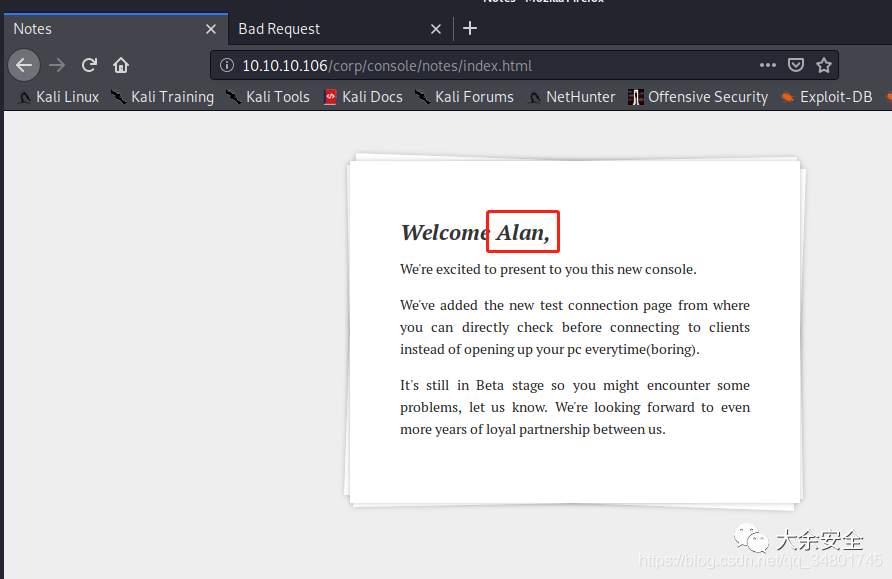 Notes - Mozilla Firefox
Notes
Bad Request
10.10.10.106/corp/console/notes/index.html
Kali Linux Kali Training Kali Tools Kali Docs Kali Forums NetHunter Offensive Security Exploit-DB
Welcome Alan,
We're excited to present to you this new console.
We've added the new test connection page from where
you can directly check before connecting to clients
instead of opening up your pc everytime(boring).
It's still in Beta stage so you might encounter some
problems, let us know. We're looking forward to even
more years of loyal partnership between us.
大余安全
https://blog.csdn.net/qq_34801745